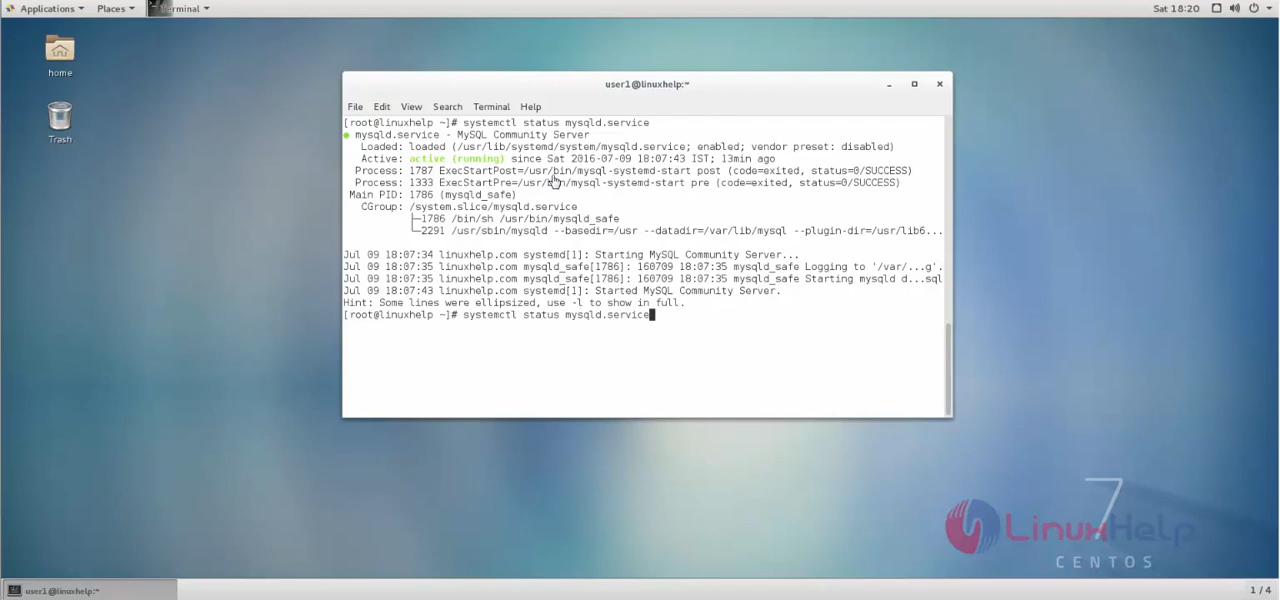 Applications Places Terminal Sat 18:20
home
Trash
user1@linuxhelp:~
File Edit View Search Terminal Help
[root@linuxhelp ~]# systemctl status mysqld.service
● mysqld.service - MySQL Community Server
Loaded: loaded (/usr/lib/systemd/system/mysqld.service; enabled; vendor preset: disabled)
Active: active (running) since Sat 2016-07-09 18:07:43 IST; 13min ago
Process: 1787 ExecStartPost=/usr/bin/mysql-systemd-start post (code=exited, status=0/SUCCESS)
Process: 1333 ExecStartPre=/usr/bin/mysql-systemd-start pre (code=exited, status=0/SUCCESS)
Main PID: 1786 (mysqld_safe)
CGroup: /system.slice/mysqld.service
├─1786 /bin/sh /usr/bin/mysqld_safe
└─2291 /usr/sbin/mysqld --basedir=/usr --datadir=/var/lib/mysql --plugin-dir=/usr/lib6...
Jul 09 18:07:34 linuxhelp.com systemd[1]: Starting MySQL Community Server...
Jul 09 18:07:35 linuxhelp.com mysqld_safe[1786]: 160709 18:07:35 mysqld_safe Logging to '/var/...g'.
Jul 09 18:07:35 linuxhelp.com mysqld_safe[1786]: 160709 18:07:35 mysqld_safe Starting mysqld d...sql
Jul 09 18:07:43 linuxhelp.com systemd[1]: Started MySQL Community Server.
Hint: Some lines were ellipsized, use -l to show in full.
[root@linuxhelp ~]# systemctl status mysqld.service
7
LinuxHelp
CENTOS
user1@linuxhelp:~ 1 / 4